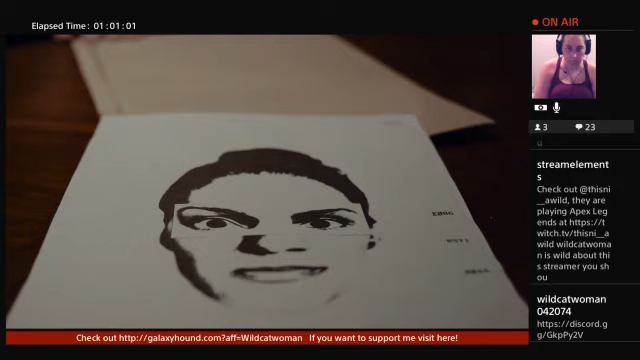 Elapsed Time: 01:01:01
ON AIR
3
23
streamelement
s
Check out @thisni
__awild, they are
playing Apex Leg
ends at https://t
witch.tv/thisni__a
wild wildcatwoma
n is wild about thi
s streamer you sh
ou
wildcatwoman
042074
https://discord.g
g/GkpPy2V
Check out http://galaxyhound.com?aff=Wildcatwoman If you want to support me visit here!